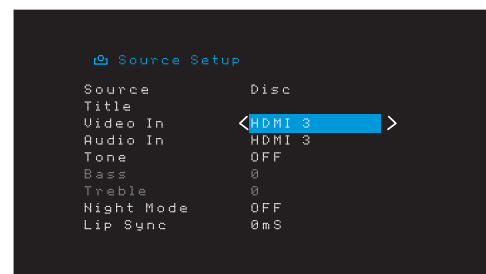 Source Setup
Source Disc
Title
Video In < HDMI 3 >
Audio In HDMI 3
Tone OFF
Bass 0
Treble 0
Night Mode OFF
Lip Sync 0mS